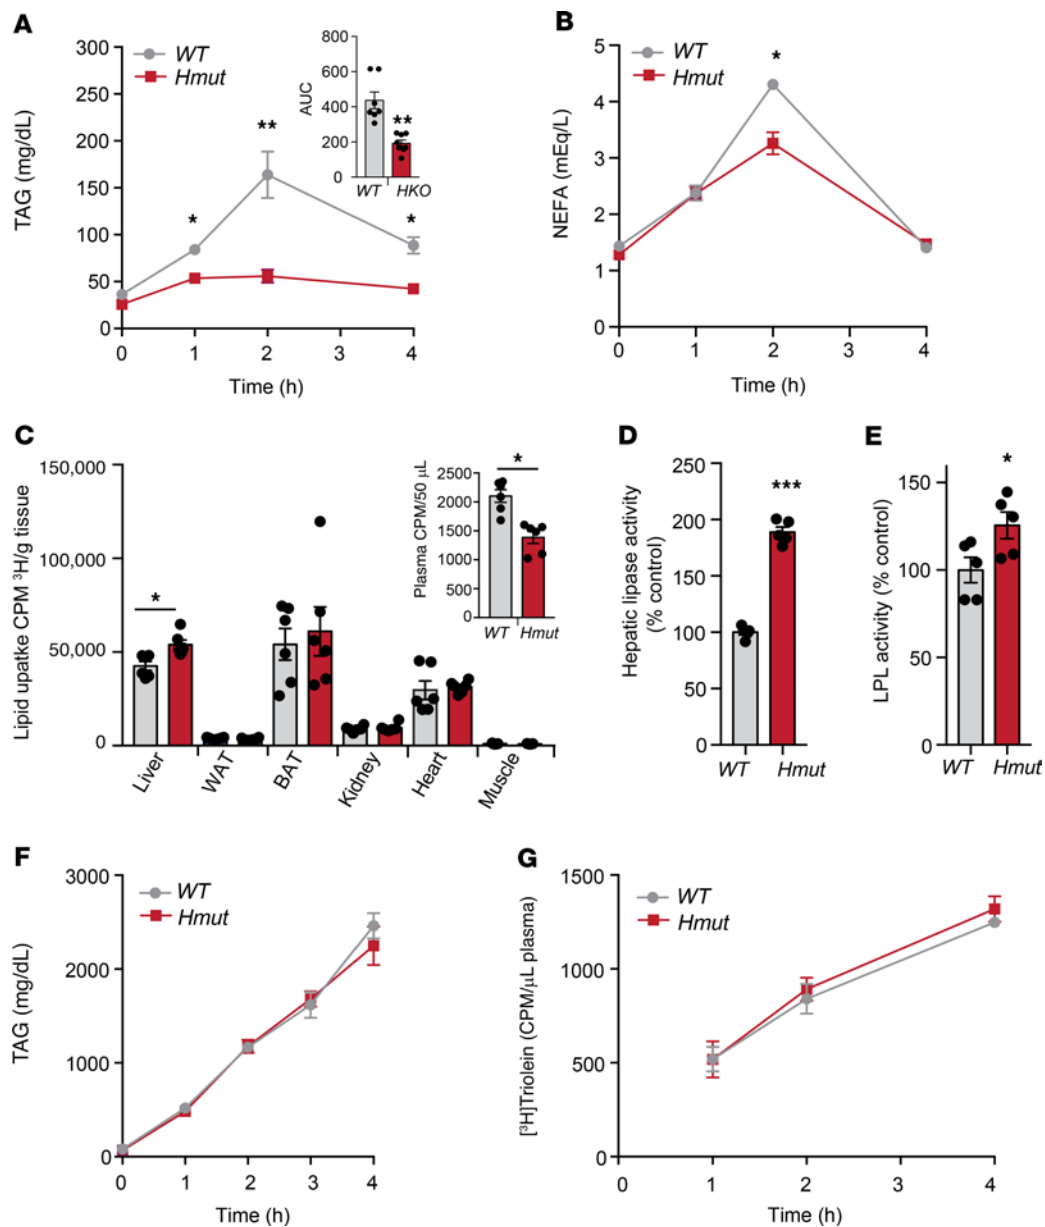 A
TAG (mg/dL)
300
250
200
150
100
50
0
WT
Hmut
*
**
*
0
1
2
3
4
Time (h)
AUC
800
600
400
200
0
**
WT
HKO
B
NEFA (mEq/L)
5
4
3
2
1
0
WT
Hmut
*
0
1
2
3
4
Time (h)
C
Lipid upatke CPM ³H/g tissue
150,000
100,000
50,000
0
*
Liver
WAT
BAT
Kidney
Heart
Muscle
Plasma CPM/50 µL
2500
2000
1500
1000
500
0
*
WT
Hmut
D
Hepatic lipase activity
(% control)
250
200
150
100
50
0
***
WT
Hmut
E
LPL activity (% control)
150
100
50
0
*
WT
Hmut
F
TAG (mg/dL)
3000
2000
1000
0
WT
Hmut
0
1
2
3
4
Time (h)
G
[³H]Triolein (CPM/µL plasma)
1500
1000
500
0
WT
Hmut
0
1
2
3
4
Time (h)